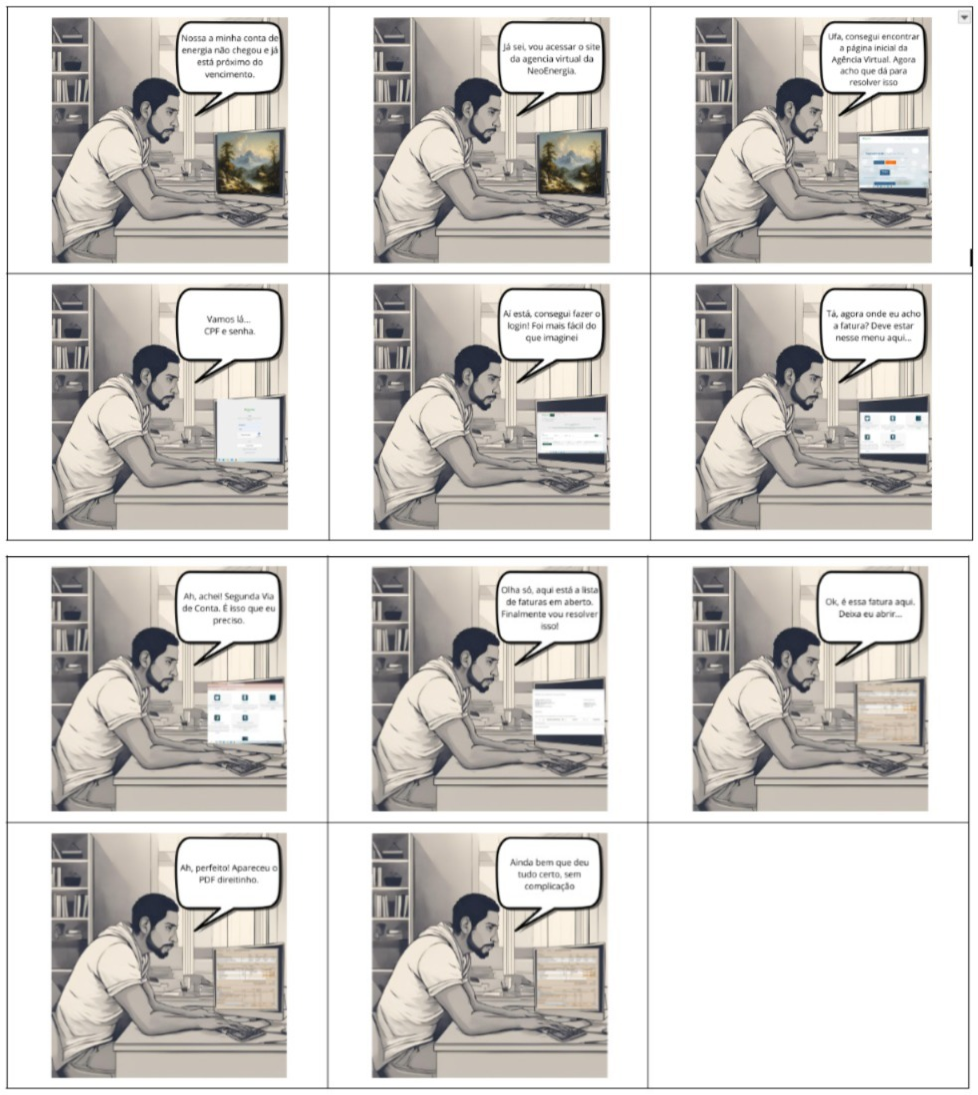 Nossa a minha conta de
energia não chegou e já
está próximo do
vencimento.
Já sei, vou acessar o site
da agencia virtual da
NeoEnergia.
Ufa, consegui encontrar
a página inicial da
Agência Virtual. Agora
acho que dá para
resolver isso
Vamos lá...
CPF e senha.
Aí está, consegui fazer o
login! Foi mais fácil do
que imaginei
Tá, agora onde eu acho
a fatura? Deve estar
nesse menu aqui...
Ah, achei! Segunda Via
de Conta. É isso que eu
preciso.
Olha só, aqui está a lista
de faturas em aberto.
Finalmente vou resolver
isso!
Ok, é essa fatura aqui.
Deixa eu abrir...
Ah, perfeito! Apareceu o
PDF direitinho.
Ainda bem que deu
tudo certo, sem
complicação